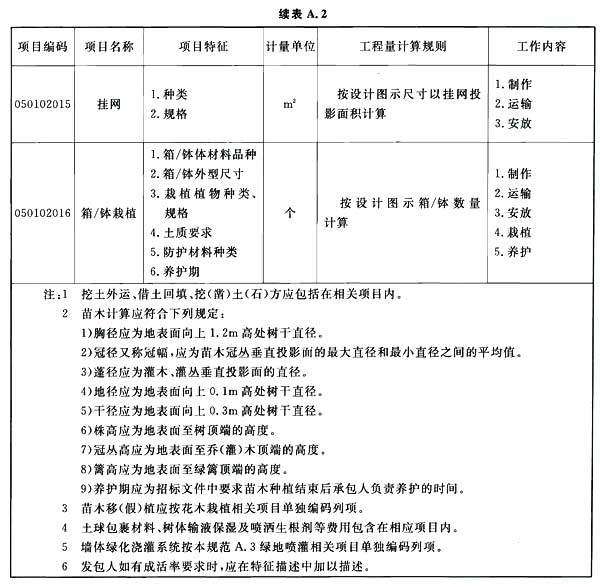 续表 A.2
项目编码 项目名称 项目特征 计量单位 工程量计算规则 工作内容
050102015 挂网 1.种类 2.规格 m² 按设计图示尺寸以挂网投影面积计算 1.制作 2.运输 3.安放
050102016 箱/钵栽植 1.箱/钵体材料品种 2.箱/钵外型尺寸 3.栽植植物种类、规格 4.土质要求 5.防护材料种类 6.养护期 个 按设计图示箱/钵数量计算 1.制作 2.运输 3.安放 4.栽植 5.养护
注:1 挖土外运、借土回填、挖(凿)土(石)方应包括在相关项目内。
2 苗木计算应符合下列规定:
1)胸径应为地表面向上 1.2m 高处树干直径。
2)冠径又称冠幅,应为苗木冠丛垂直投影面的最大直径和最小直径之间的平均值。
3)蓬径应为灌木、灌丛垂直投影面的直径。
4)地径应为地表面向上 0.1m 高处树干直径。
5)干径应为地表面向上 0.3m 高处树干直径。
6)株高应为地表面至树顶端的高度。
7)冠丛高应为地表面至乔(灌)木顶端的高度。
8)篱高应为地表面至绿篱顶端的高度。
9)养护期应为招标文件中要求苗木种植结束后承包人负责养护的时间。
3 苗木移(假)植应按花木栽植相关项目单独编码列项。
4 土球包裹材料、树体输液保湿及喷洒生根剂等费用包含在相应项目内。
5 墙体绿化浇灌系统按本规范 A.3 绿地喷灌相关项目单独编码列项。
6 发包人如有成活率要求时,应在特征描述中加以描述。